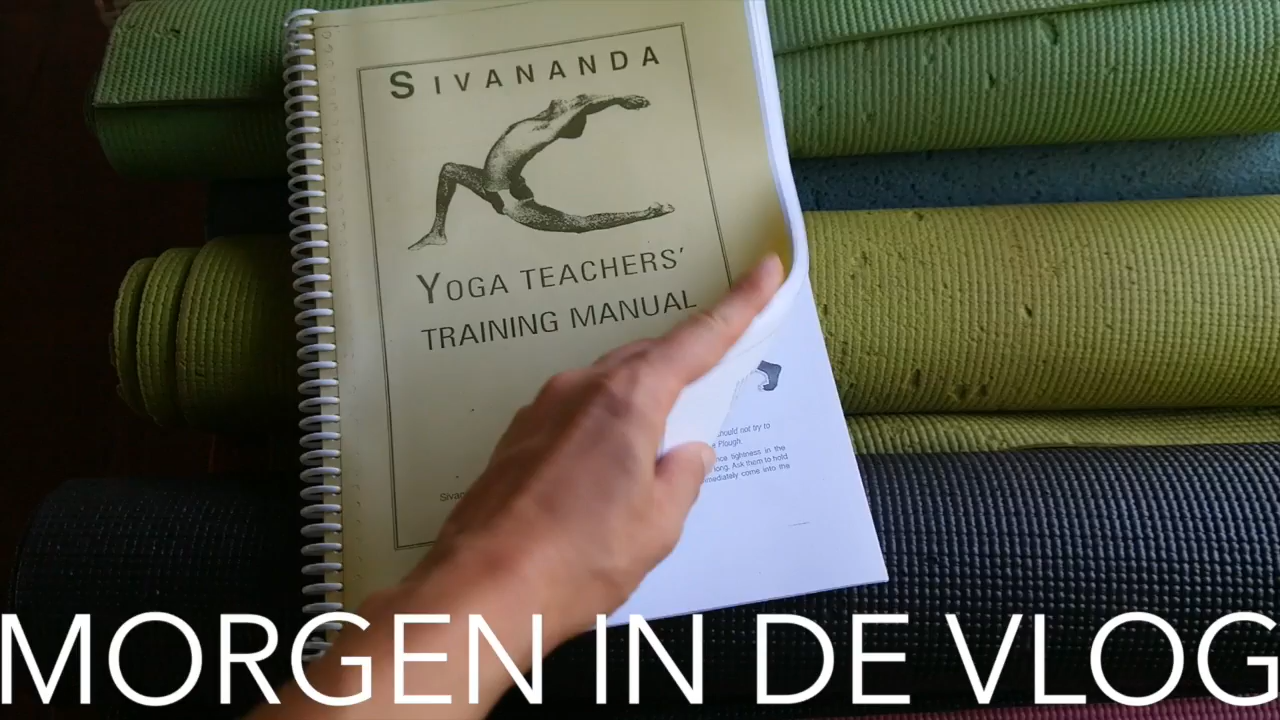 SIVANANDA
YOGA TEACHERS'
TRAINING MANUAL
should not try to
Plough.
tightness in the
long. Ask them to hold
come into the
MORGEN IN DE VLOG